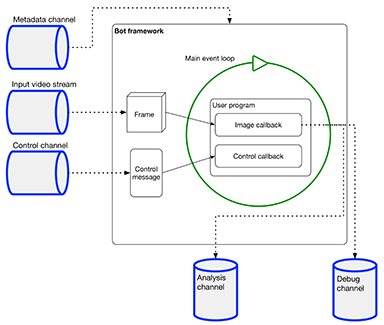 Metadata channel
Bot framework
Main event loop
Input video stream
Frame
User program
Image callback
Control channel
Control callback
Control
message
Analysis
channel
Debug
channel